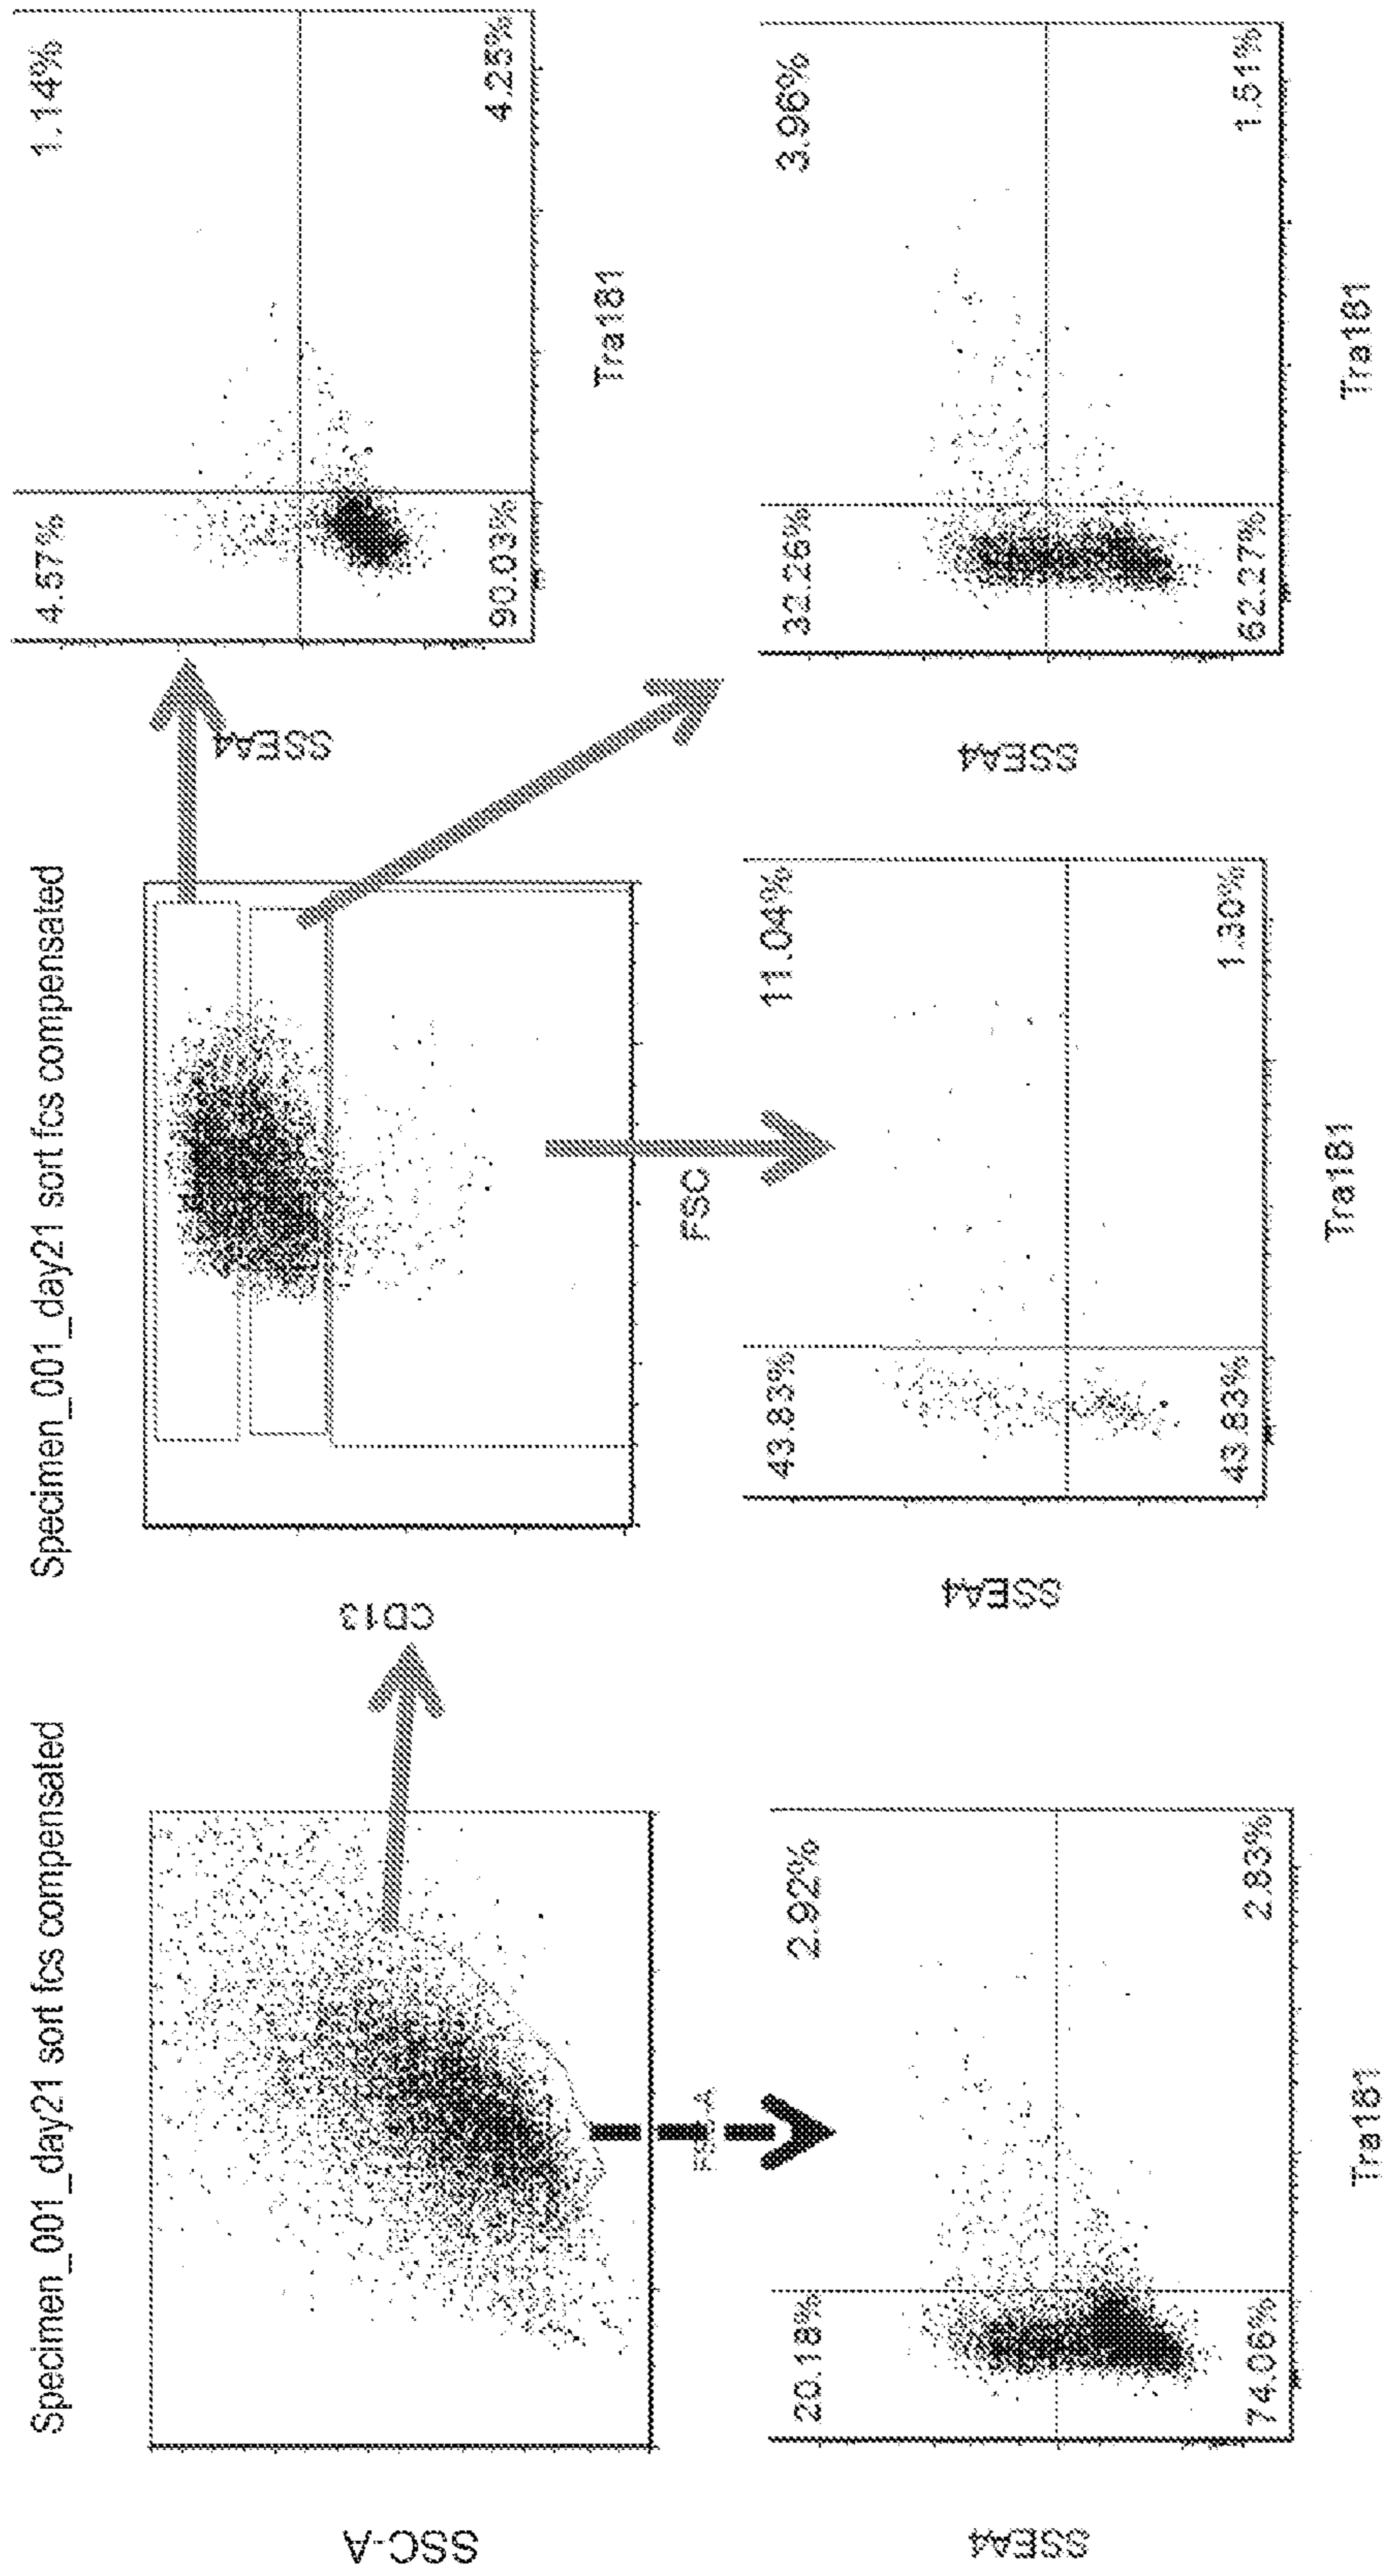 Specimen_001_day21 sort fcs compensated
SSC-A
20.18%
2.92%
74.06%
2.83%
SSEA4
Tra181
Specimen_001_day21 sort fcs compensated
CD13
FSC
43.83%
11.04%
43.83%
1.30%
SSEA4
Tra181
4.57%
1.14%
90.03%
4.25%
SSEA4
Tra181
32.26%
3.96%
62.27%
1.51%
SSEA4
Tra181